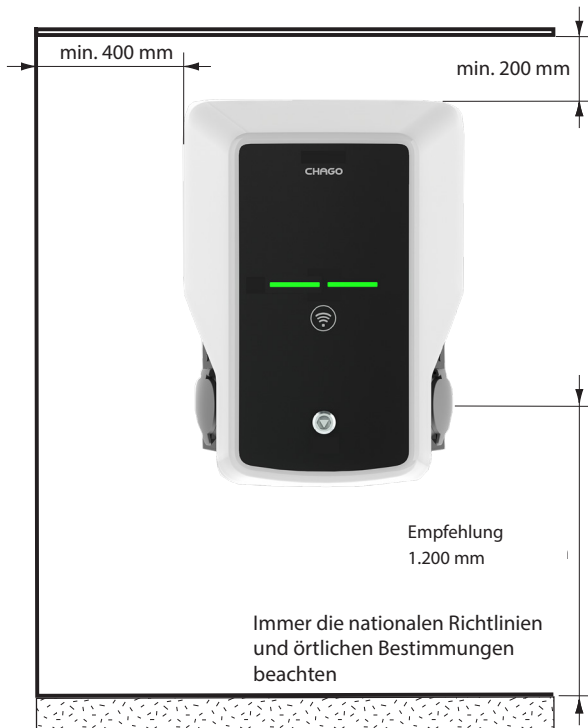 min. 400 mm
min. 200 mm
CHAGO
Empfehlung
1.200 mm
Immer die nationalen Richtlinien
und örtlichen Bestimmungen
beachten